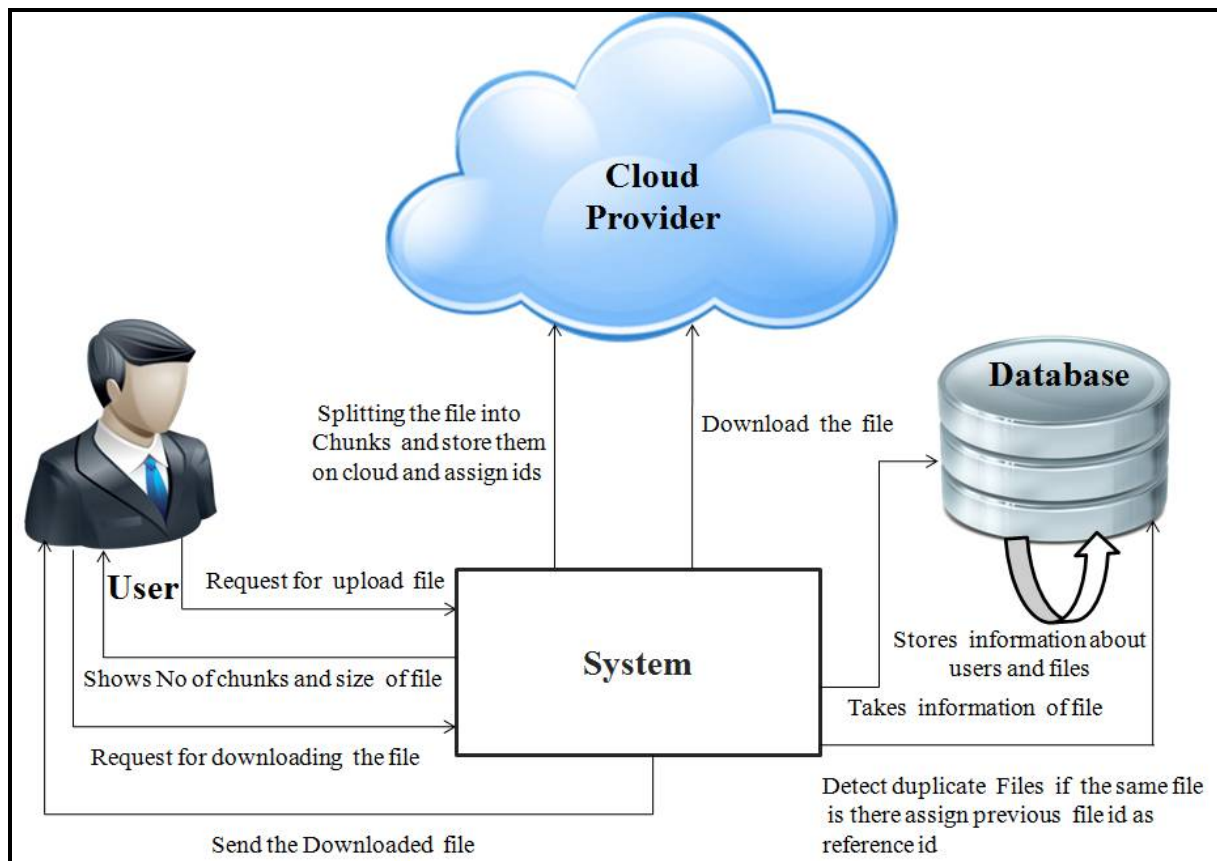 Cloud
Provider
Database
Splitting the file into
Chunks and store them
on cloud and assign ids
Download the file
User
Request for upload file
Stores information about
users and files
System
Shows No of chunks and size of file
Takes information of file
Request for downloading the file
Detect duplicate Files if the same file
is there assign previous file id as
reference id
Send the Downloaded file